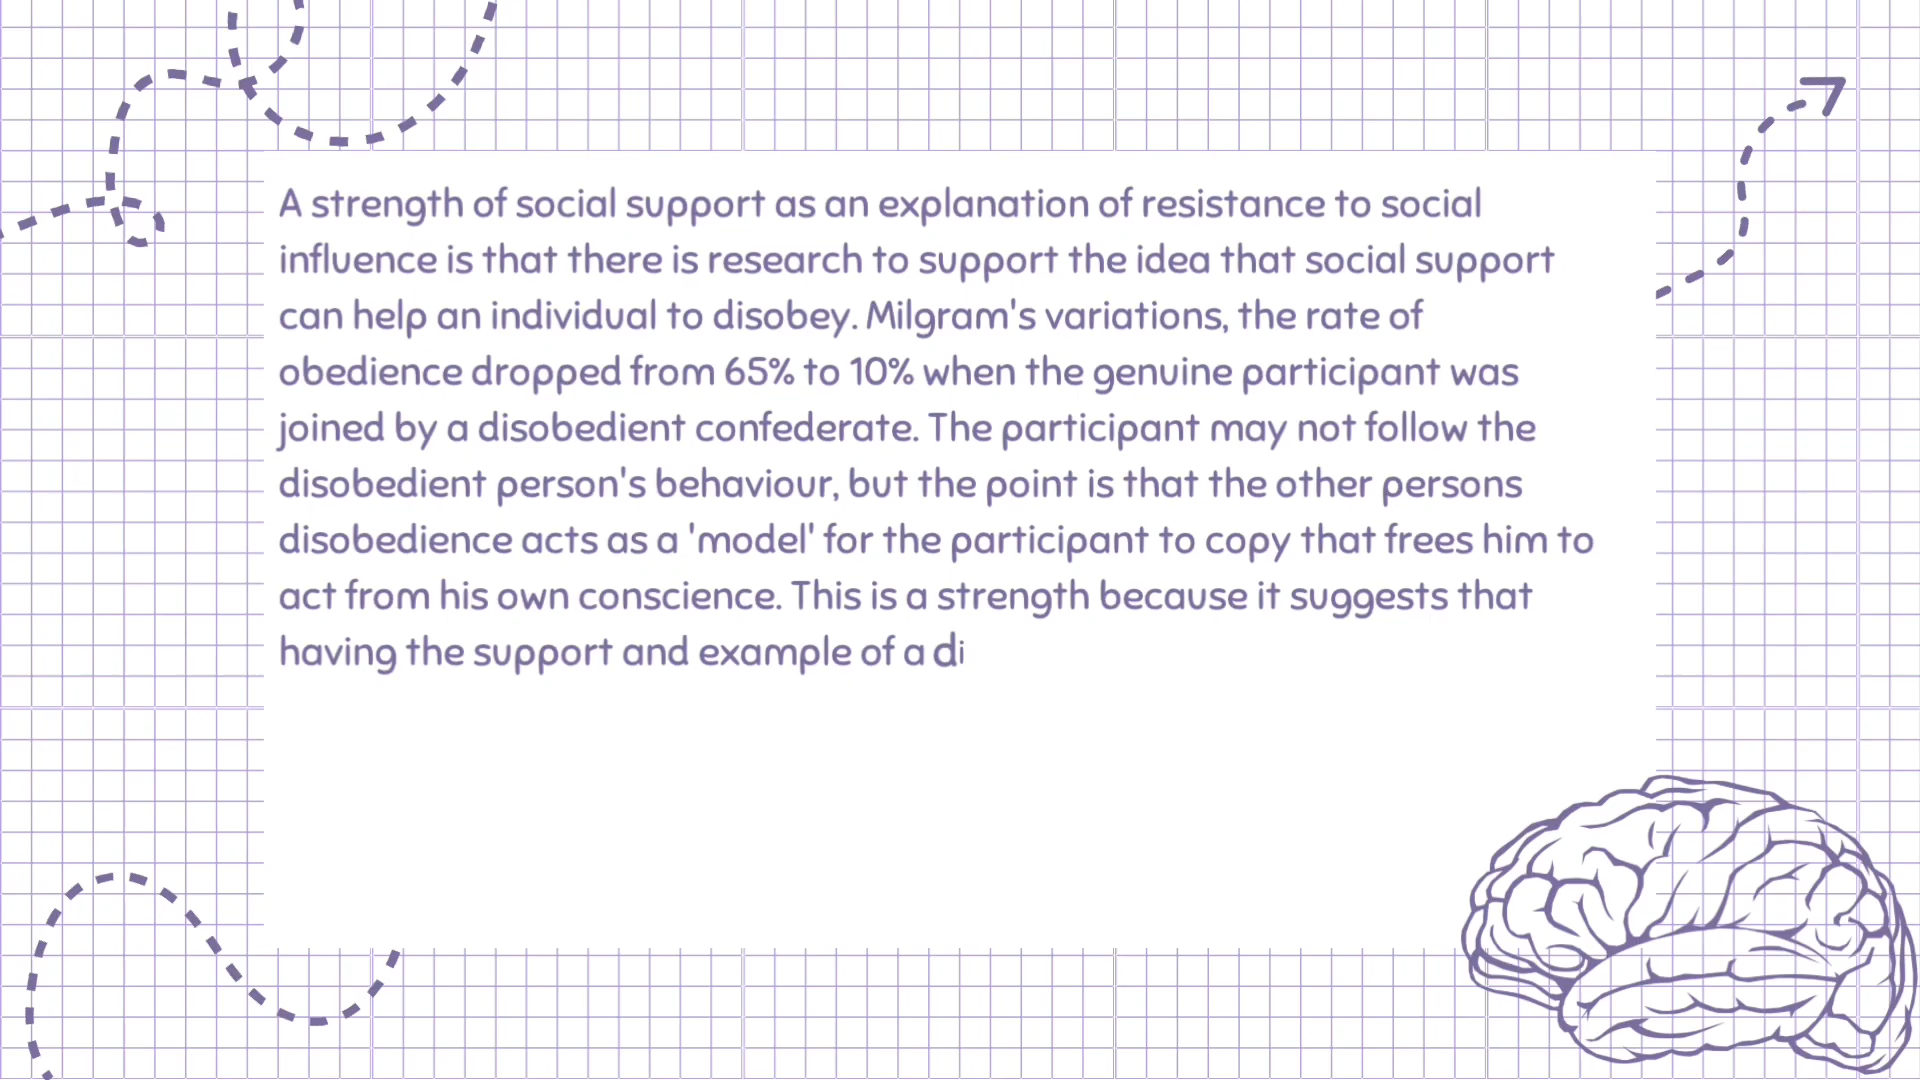 A strength of social support as an explanation of resistance to social
influence is that there is research to support the idea that social support
can help an individual to disobey. Milgram's variations, the rate of
obedience dropped from 65% to 10% when the genuine participant was
joined by a disobedient confederate. The participant may not follow the
disobedient person's behaviour, but the point is that the other persons
disobedience acts as a 'model' for the participant to copy that frees him to
act from his own conscience. This is a strength because it suggests that
having the support and example of a di